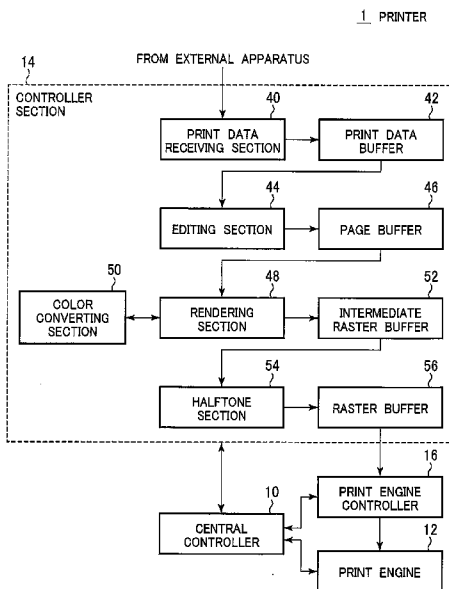 1 PRINTER
14
FROM EXTERNAL APPARATUS
CONTROLLER
SECTION
40
42
PRINT DATA
RECEIVING SECTION
PRINT DATA
BUFFER
44
46
EDITING SECTION
PAGE BUFFER
50
48
52
COLOR
CONVERTING
SECTION
RENDERING
SECTION
INTERMEDIATE
RASTER BUFFER
54
56
HALFTONE
SECTION
RASTER BUFFER
16
10
PRINT ENGINE
CONTROLLER
CENTRAL
CONTROLLER
12
PRINT ENGINE